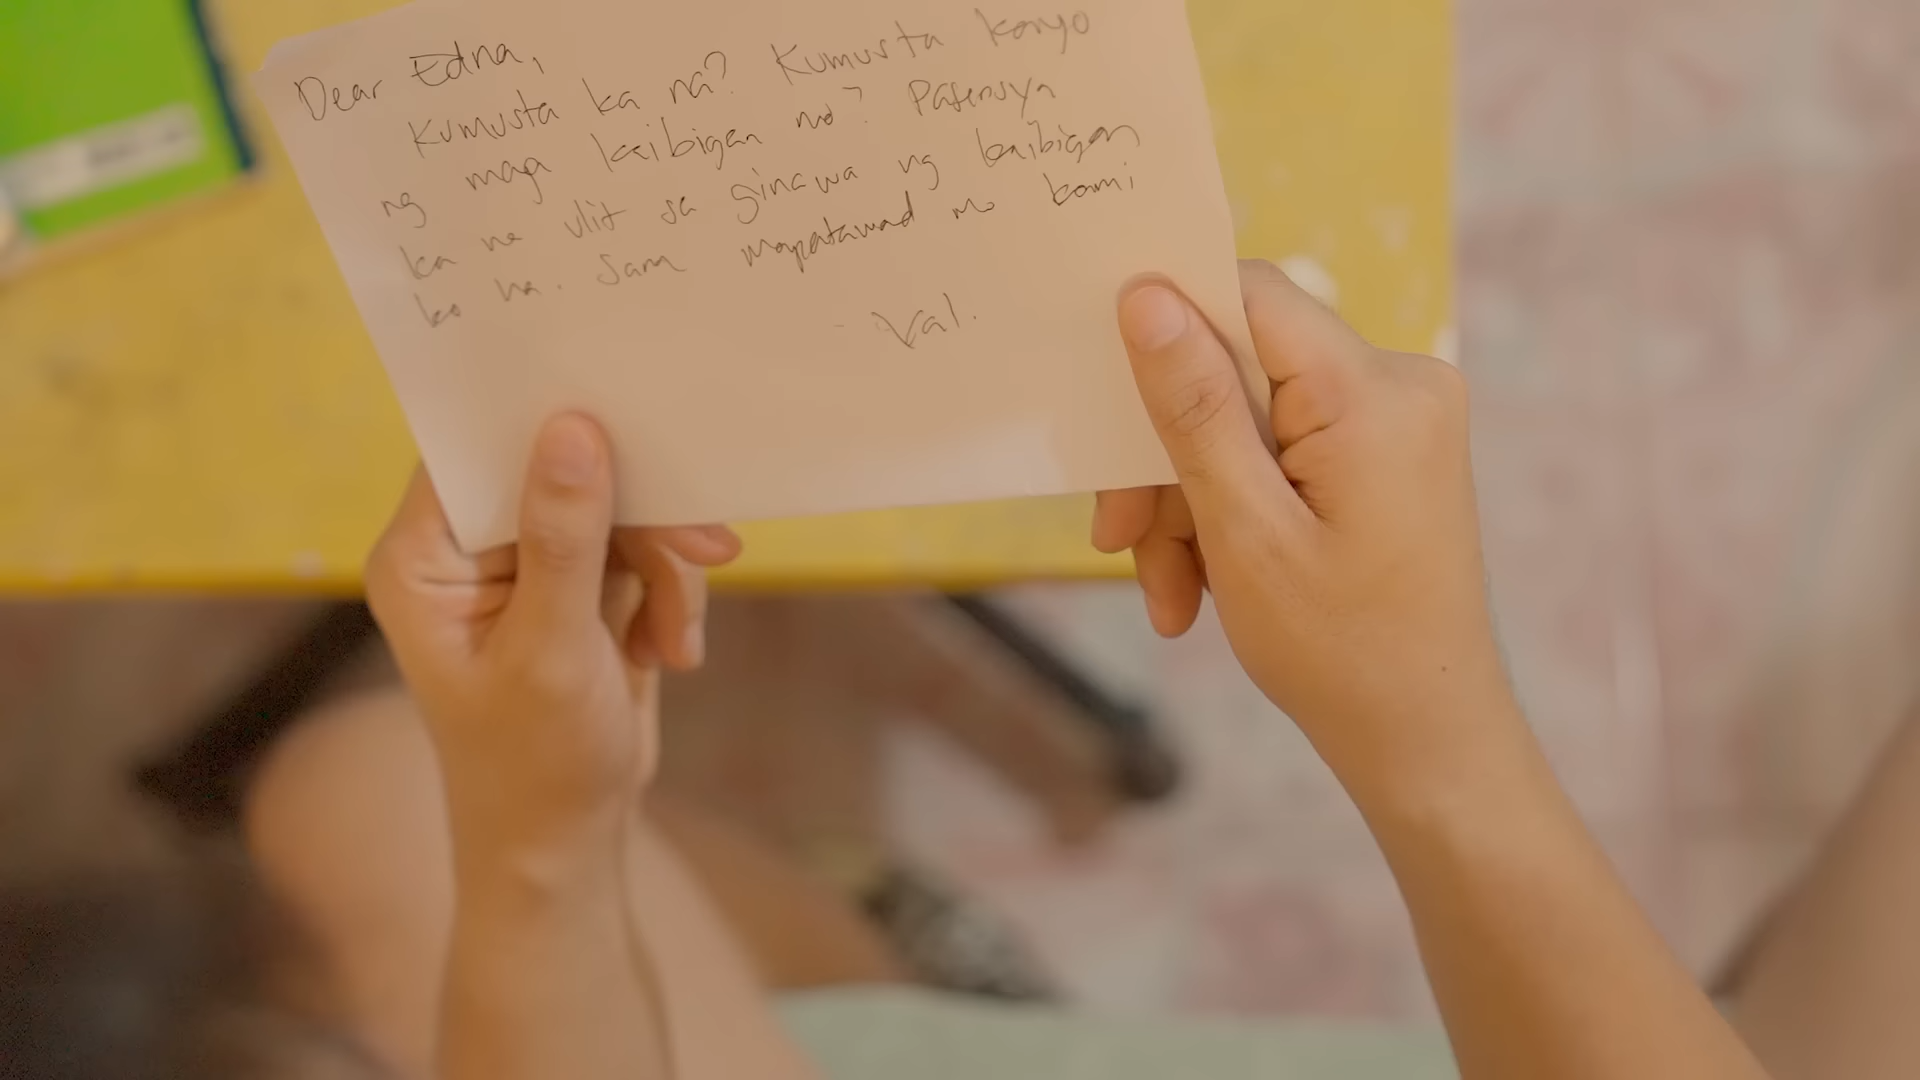 Dear Edna,
Kumusta ka na? Kumusta kayo
ng mga kaibigan mo? Pasensya
ka na ulit sa ginawa ng kaibigan
ko ha. Sana mapatawad mo kami
- Val.